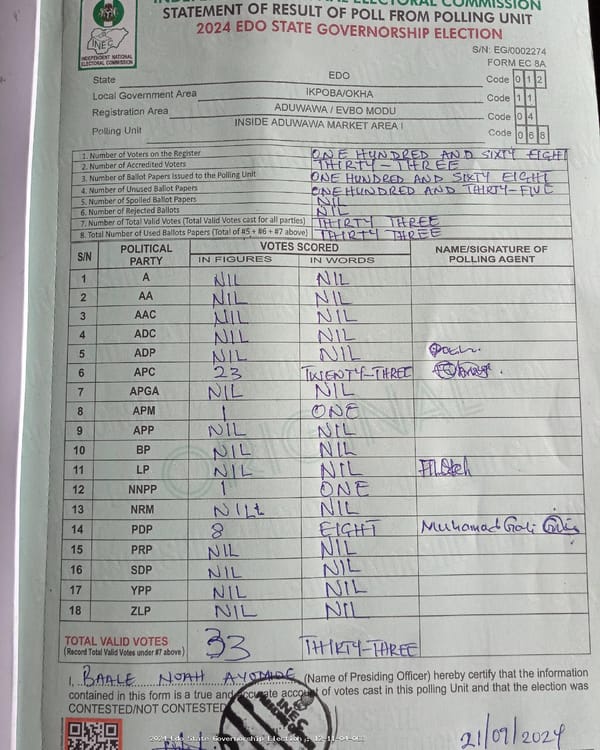 INDEPENDENT NATIONAL ELECTORAL COMMISSION
STATEMENT OF RESULT OF POLL FROM POLLING UNIT
2024 EDO STATE GOVERNORSHIP ELECTION
INEC
INDEPENDENT NATIONAL ELECTORAL COMMISSION
S/N: EG/0002274
FORM EC 8A
State EDO Code 0 1 2
Local Government Area IKPOBA/OKHA Code 1 1
Registration Area ADUWAWA / EVBO MODU Code 0 4
Polling Unit INSIDE ADUWAWA MARKET AREA I Code 0 6 8
1. Number of Voters on the Register ONE HUNDRED AND SIXTY EIGHT
2. Number of Accredited Voters THIRTY-THREE
3. Number of Ballot Papers Issued to the Polling Unit ONE HUNDRED AND SIXTY EIGHT
4. Number of Unused Ballot Papers ONE HUNDRED AND THIRTY-FIVE
5. Number of Spoiled Ballot Papers NIL
6. Number of Rejected Ballots NIL
7. Number of Total Valid Votes (Total Valid Votes cast for all parties) THIRTY THREE
8. Total Number of Used Ballots Papers (Total of #5 + #6 + #7 above) THIRTY THREE
S/N POLITICAL PARTY VOTES SCORED NAME/SIGNATURE OF POLLING AGENT
IN FIGURES IN WORDS
1 A NIL NIL
2 AA NIL NIL
3 AAC NIL NIL
4 ADC NIL NIL
5 ADP NIL NIL
6 APC 23 TWENTY-THREE
7 APGA NIL NIL
8 APM 1 ONE
9 APP NIL NIL
10 BP NIL NIL
11 LP NIL NIL
12 NNPP 1 ONE
13 NRM NIL NIL
14 PDP 8 EIGHT Muhamad
15 PRP NIL NIL
16 SDP NIL NIL
17 YPP NIL NIL
18 ZLP NIL NIL
ORIGINAL
TOTAL VALID VOTES 33 THIRTY-THREE
(Record Total Valid Votes under #7 above)
I, BAALE NOAH AYOMIDE (Name of Presiding Officer) hereby certify that the information
contained in this form is a true and accurate account of votes cast in this polling Unit and that the election was
CONTESTED/NOT CONTESTED
INEC
2024 Edo State Governorship Election
21/09/2024